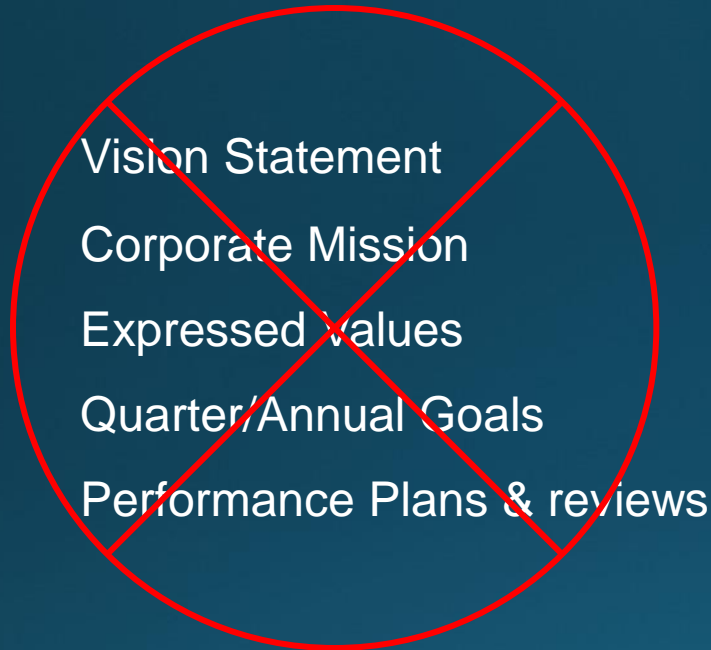 Vision Statement
Corporate Mission
Expressed Values
Quarter/Annual Goals
Performance Plans & reviews